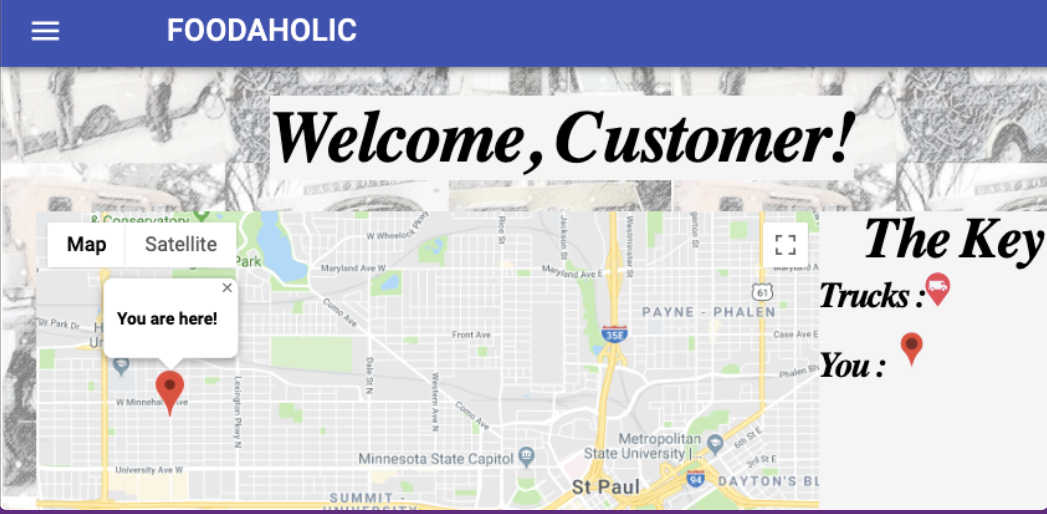 FOODAHOLIC
Welcome, Customer!
& Conservatory
Map
Satellite
Park
W Wheelock Pkwy
Rice St
Jackson St
Westminster St
Maryland Ave W
Maryland Ave E
61
The Key
Trucks :
You are here!
Como Ave
Front Ave
35E
PAYNE - PHALEN
Case Ave E
Dale St N
Western Ave N
Lexington Pkwy N
Phalen
You :
Como Ave
Minnesota State Capitol
Metropolitan
State University |...
6th St E
3rd St E
University Ave W
94
DAYTON'S BL
St Paul
SUMMIT -
UNIVERSITY